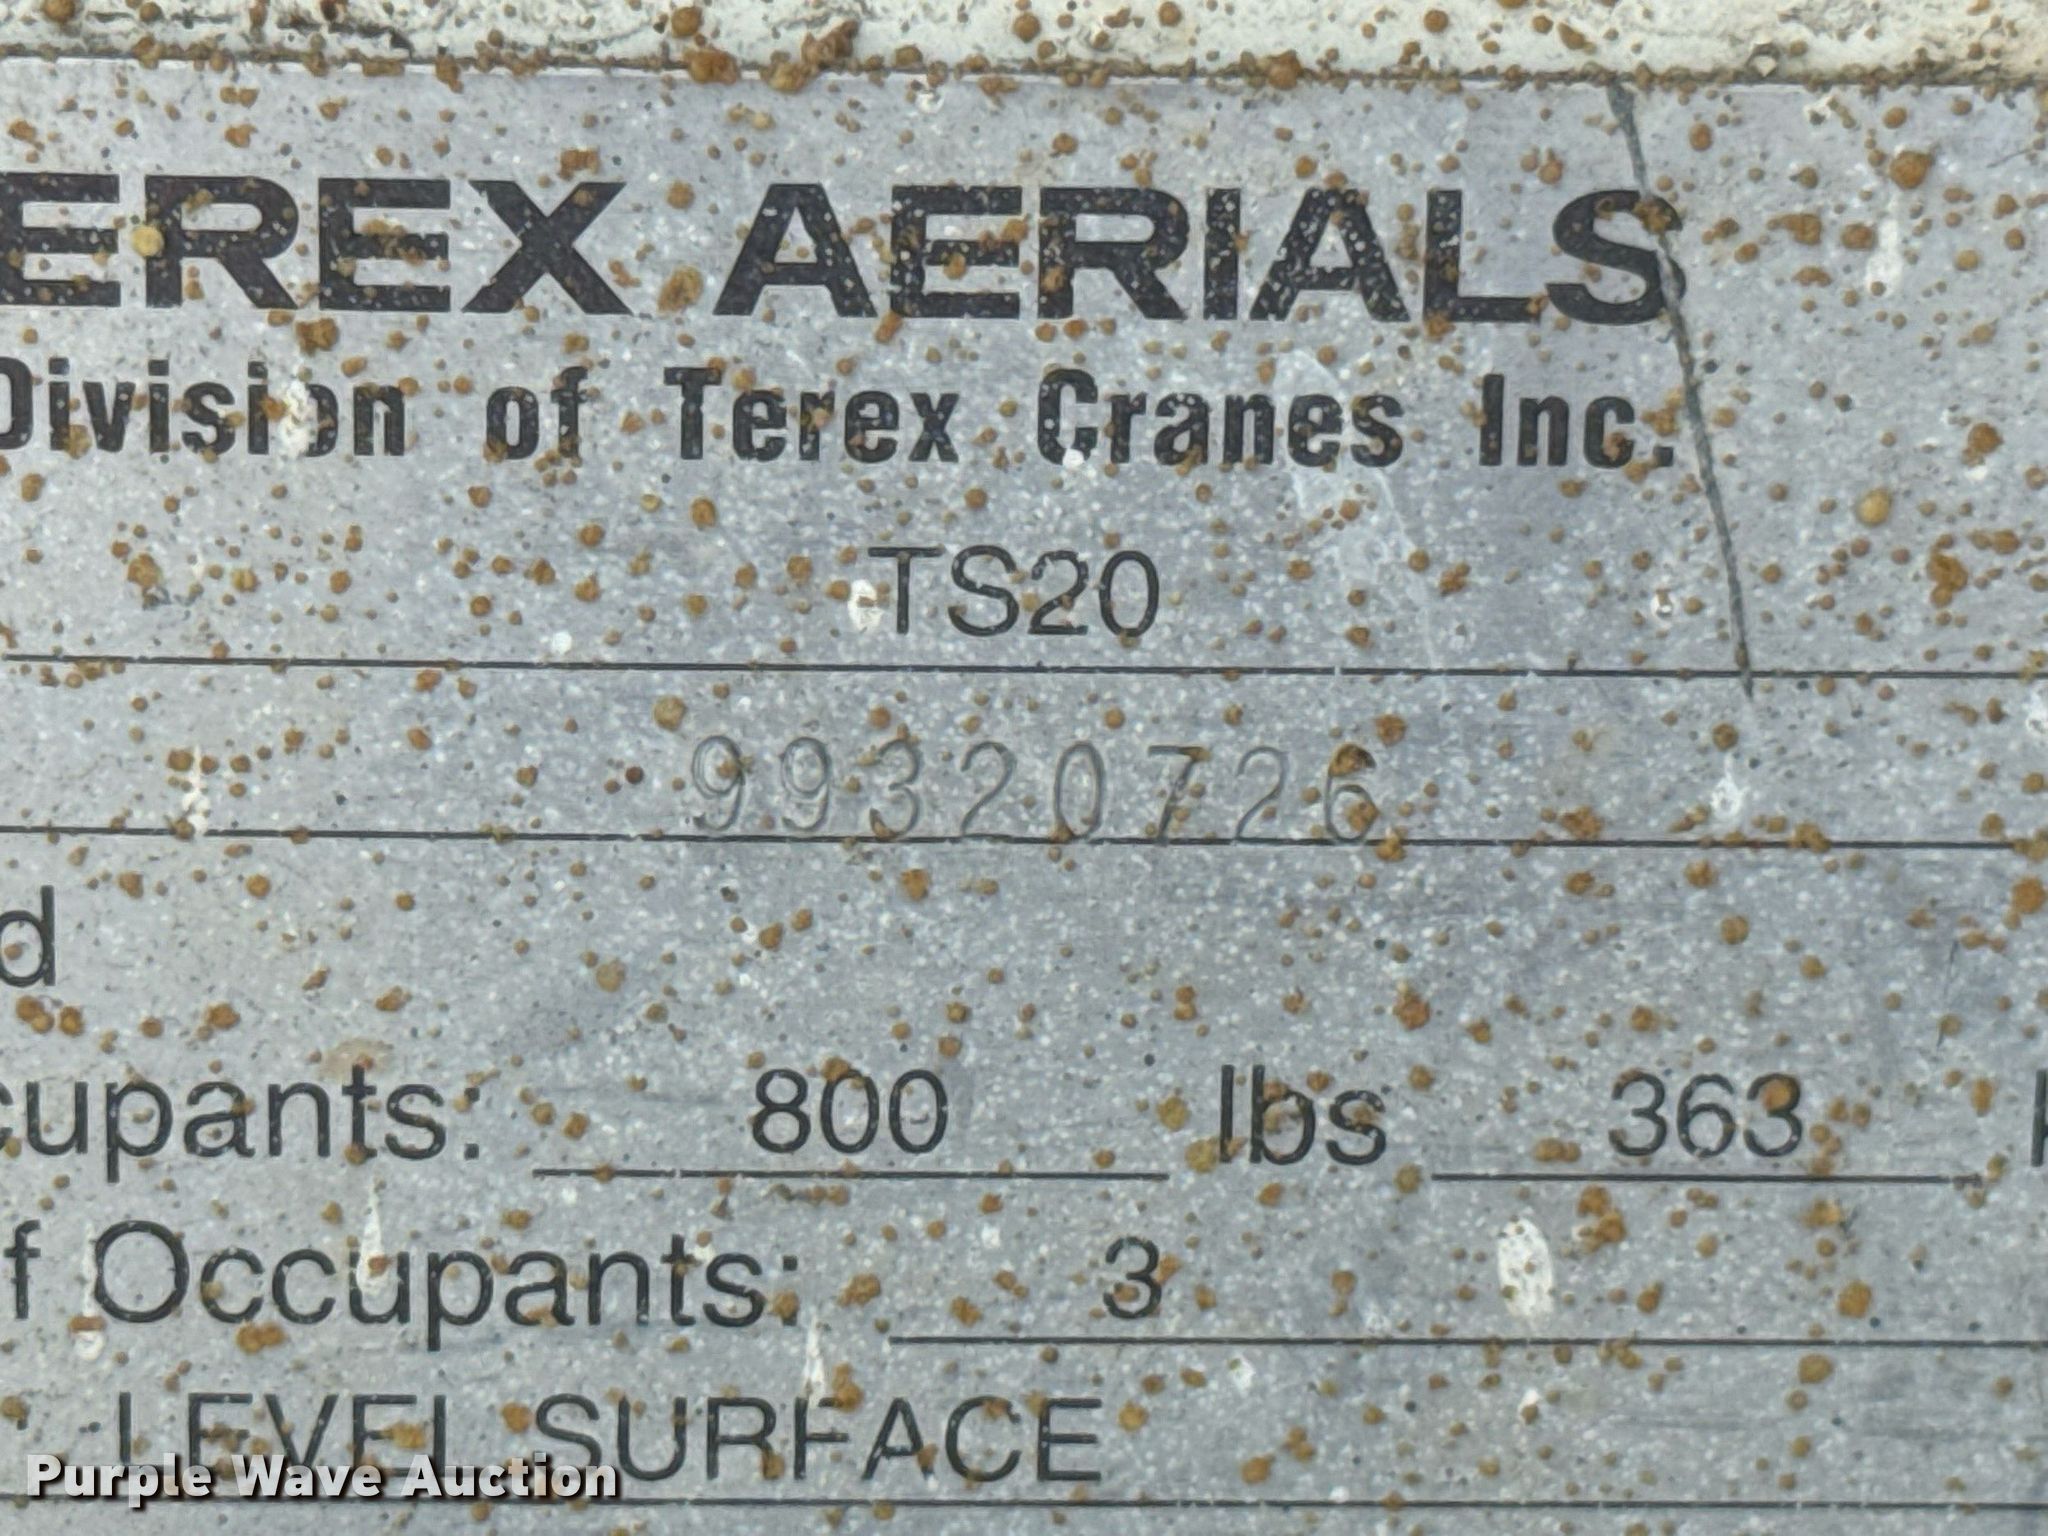 EREX AERIALS
Division of Terex Cranes Inc.
TS20
99320726
d
cupants: 800 lbs 363
f Occupants: 3
LEVEL SURFACE
Purple Wave Auction